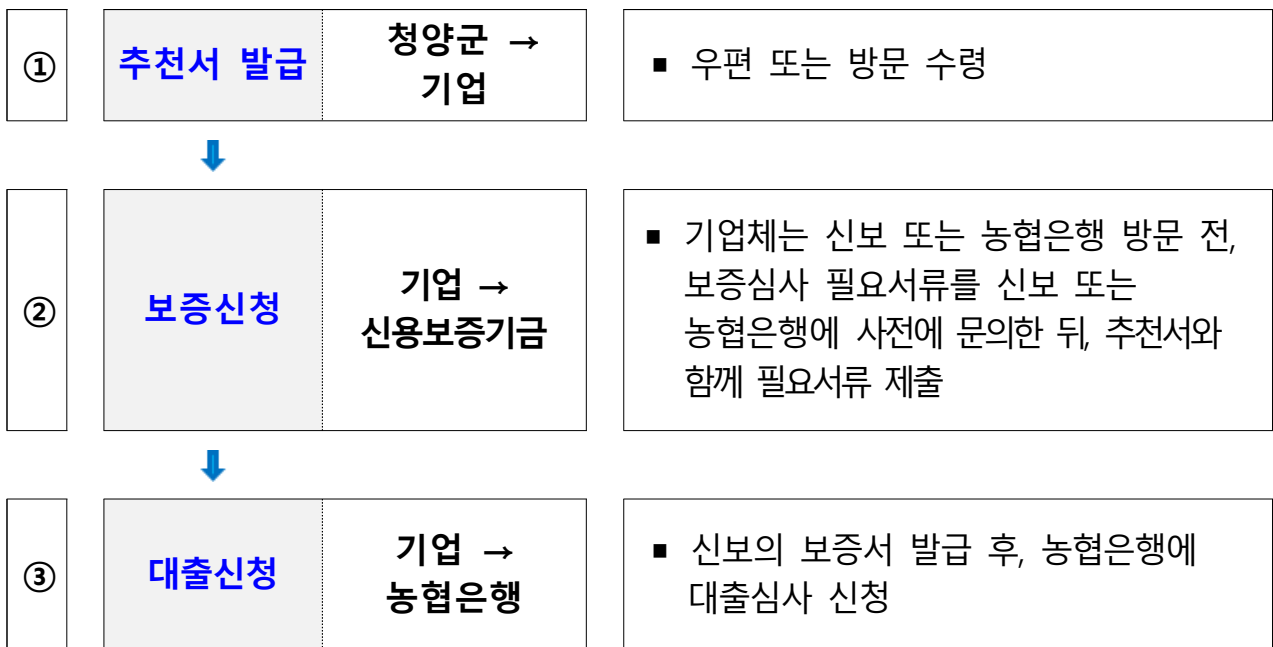 ①
추천서 발급
청양군 →
기업
▪ 우편 또는 방문 수령
②
보증신청
기업 →
신용보증기금
▪ 기업체는 신보 또는 농협은행 방문 전,
보증심사 필요서류를 신보 또는
농협은행에 사전에 문의한 뒤, 추천서와
함께 필요서류 제출
③
대출신청
기업 →
농협은행
▪ 신보의 보증서 발급 후, 농협은행에
대출심사 신청